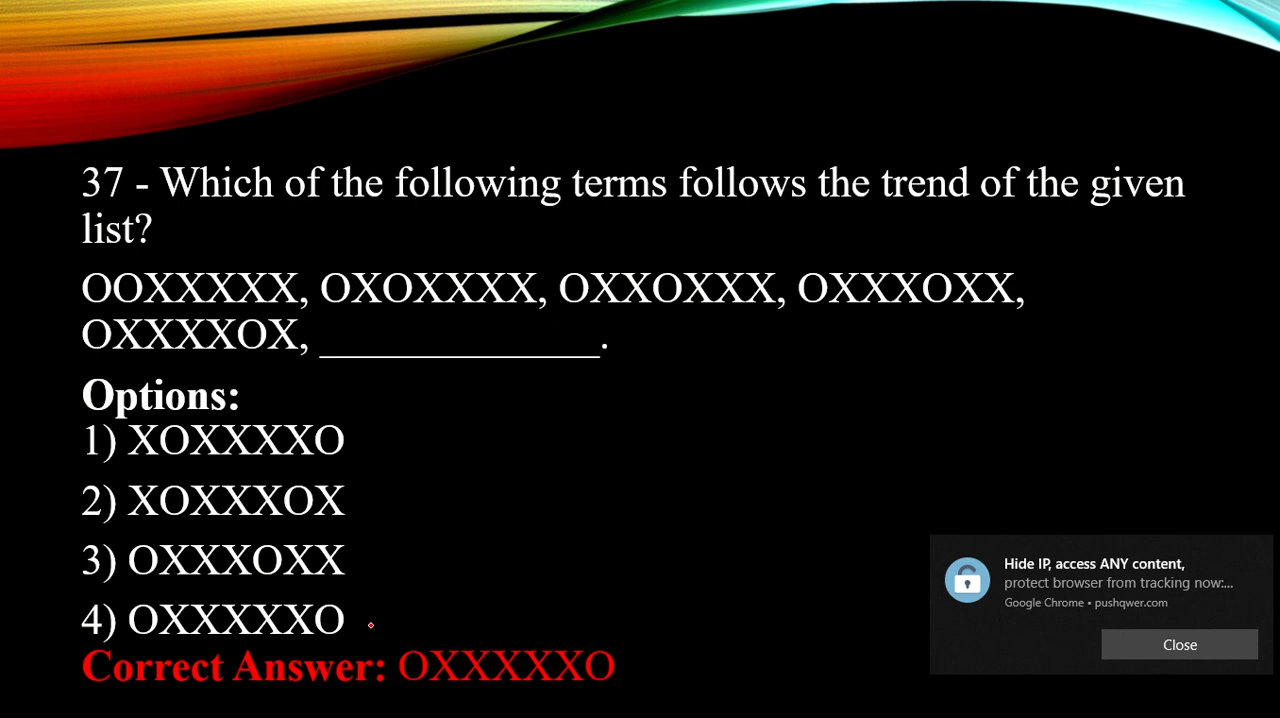 37 - Which of the following terms follows the trend of the given
list?
OOXXXXX, OXOXXXX, OXXOXXX, OXXXOXX,
OXXXXOX, ______________.
Options:
1) XOXXXXO
2) XOXXXOX
3) OXXXOXX
4) OXXXXXO
Correct Answer: OXXXXXO
Hide IP, access ANY content,
protect browser from tracking now:...
Google Chrome • pushqwer.com
Close